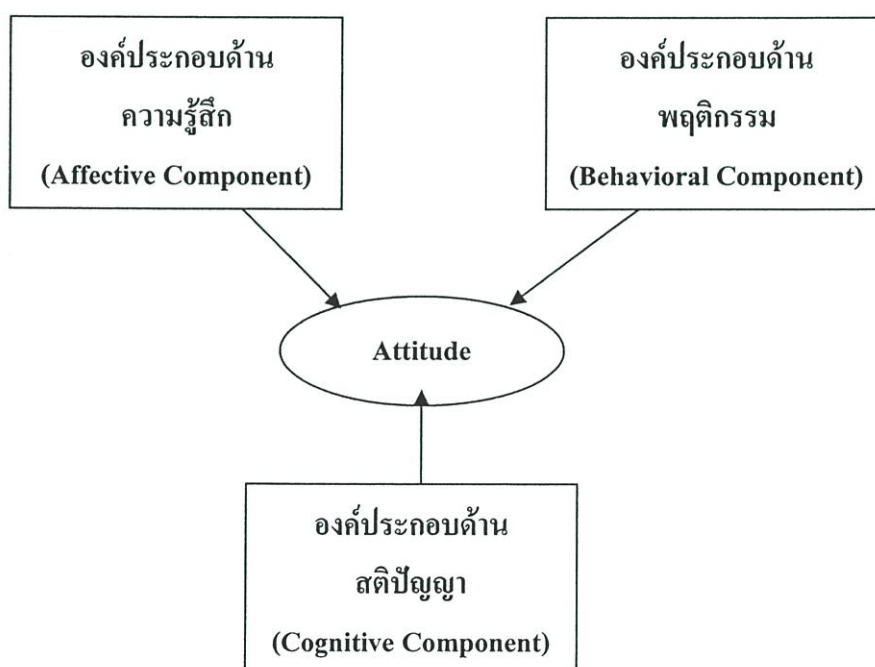 องค์ประกอบด้าน
ความรู้สึก
(Affective Component)
องค์ประกอบด้าน
พฤติกรรม
(Behavioral Component)
Attitude
องค์ประกอบด้าน
สติปัญญา
(Cognitive Component)